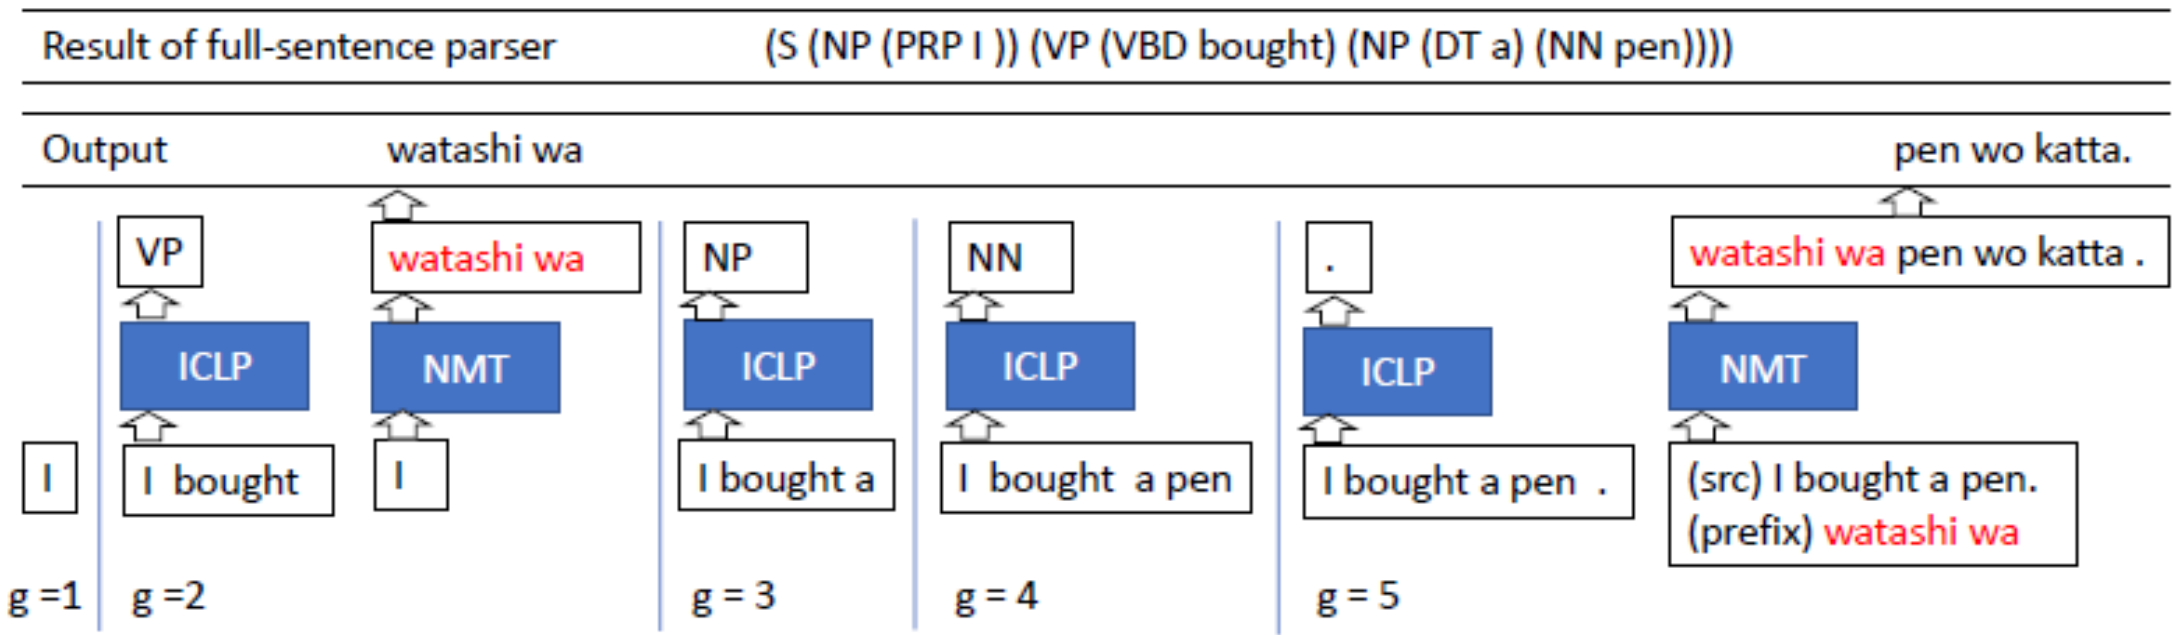 Result of full-sentence parser (S (NP (PRP I )) (VP (VBD bought) (NP (DT a) (NN pen))))
Output watashi wa pen wo katta.
VP watashi wa NP NN . watashi wa pen wo katta .
ICLP NMT ICLP ICLP ICLP NMT
I I bought I I bought a I bought a pen I bought a pen . (src) I bought a pen.
(prefix) watashi wa
g =1 g =2 g = 3 g = 4 g = 5